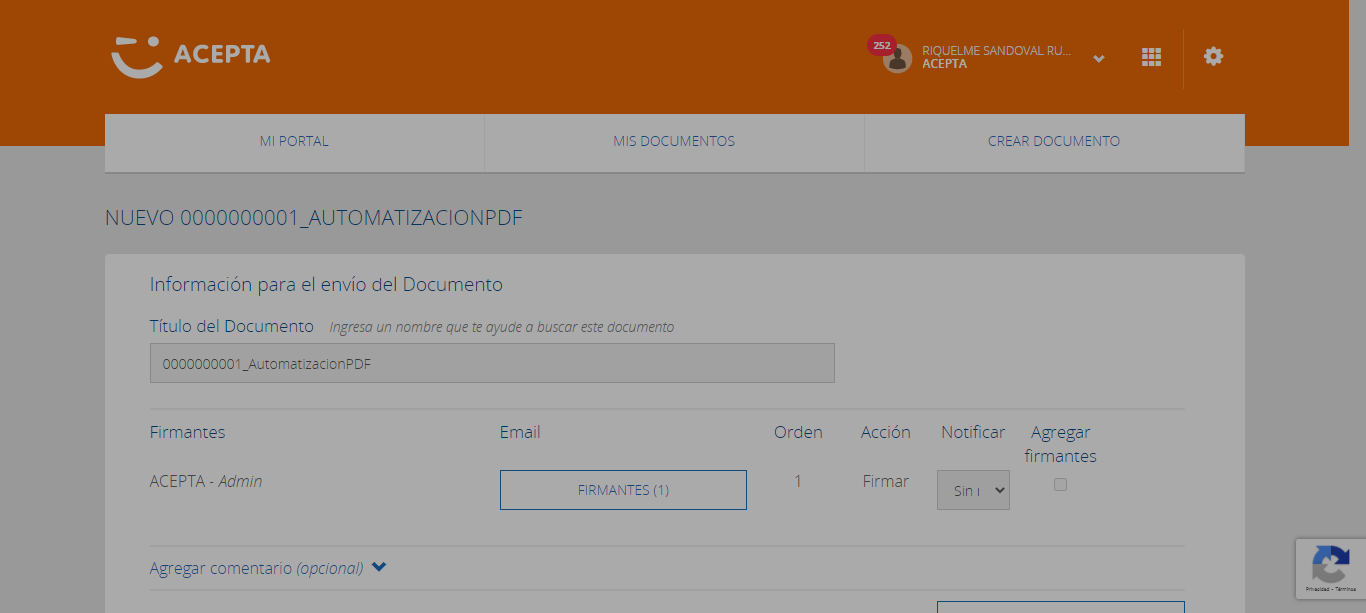 ACEPTA
252
RIQUELME SANDOVAL RU...
ACEPTA
MI PORTAL
MIS DOCUMENTOS
CREAR DOCUMENTO
NUEVO 0000000001_AUTOMATIZACIONPDF
Información para el envío del Documento
Título del Documento Ingresa un nombre que te ayude a buscar este documento
0000000001_AutomatizacionPDF
Firmantes Email Orden Acción Notificar Agregar
firmantes
ACEPTA - Admin FIRMANTES (1) 1 Firmar Sin
Agregar comentario (opcional)
Privacidad - Términos